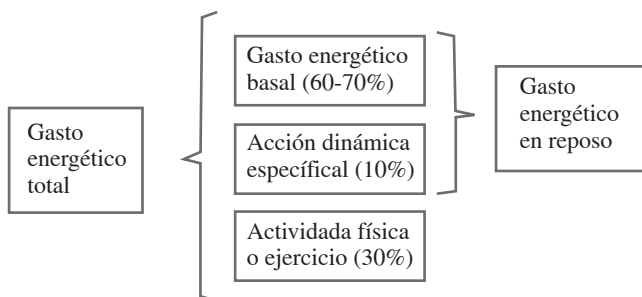 Gasto
energético
total
Gasto energético
basal (60-70%)
Acción dinámica
específical (10%)
Actividada física
o ejercicio (30%)
Gasto
energético
en reposo